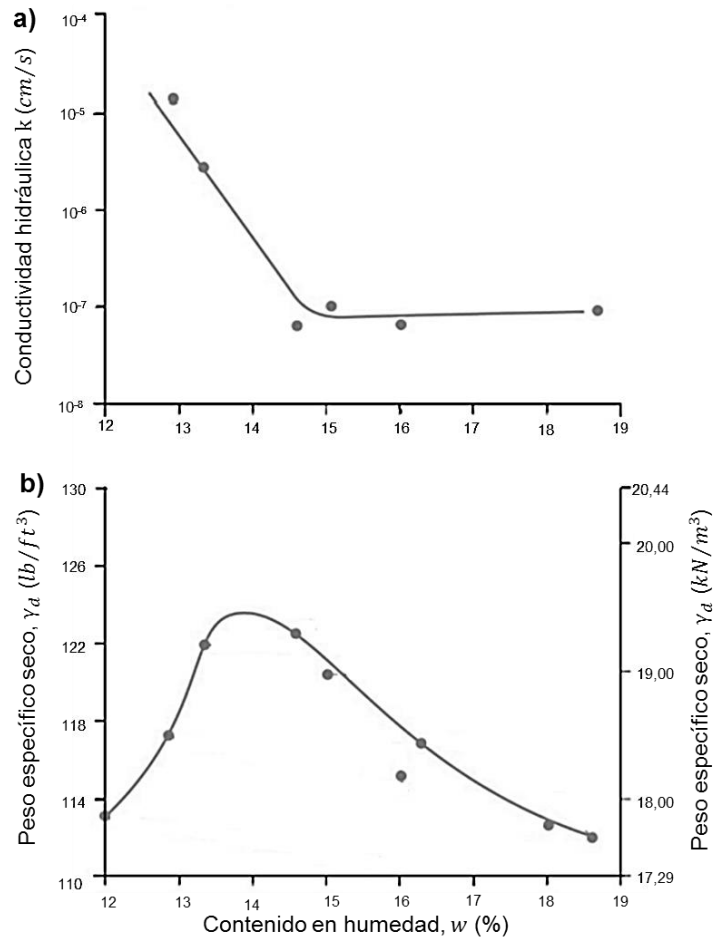 a)
Conductividad hidráulica k (cm/s)
10⁻⁴
10⁻⁵
10⁻⁶
10⁻⁷
10⁻⁸
12 13 14 15 16 17 18 19
b)
Peso específico seco, γ_d (lb/ft³)
130
126
122
118
114
110
12 13 14 15 16 17 18 19
Contenido en humedad, w (%)
20,44
20,00
19,00
18,00
17,29
Peso específico seco, γ_d (kN/m³)